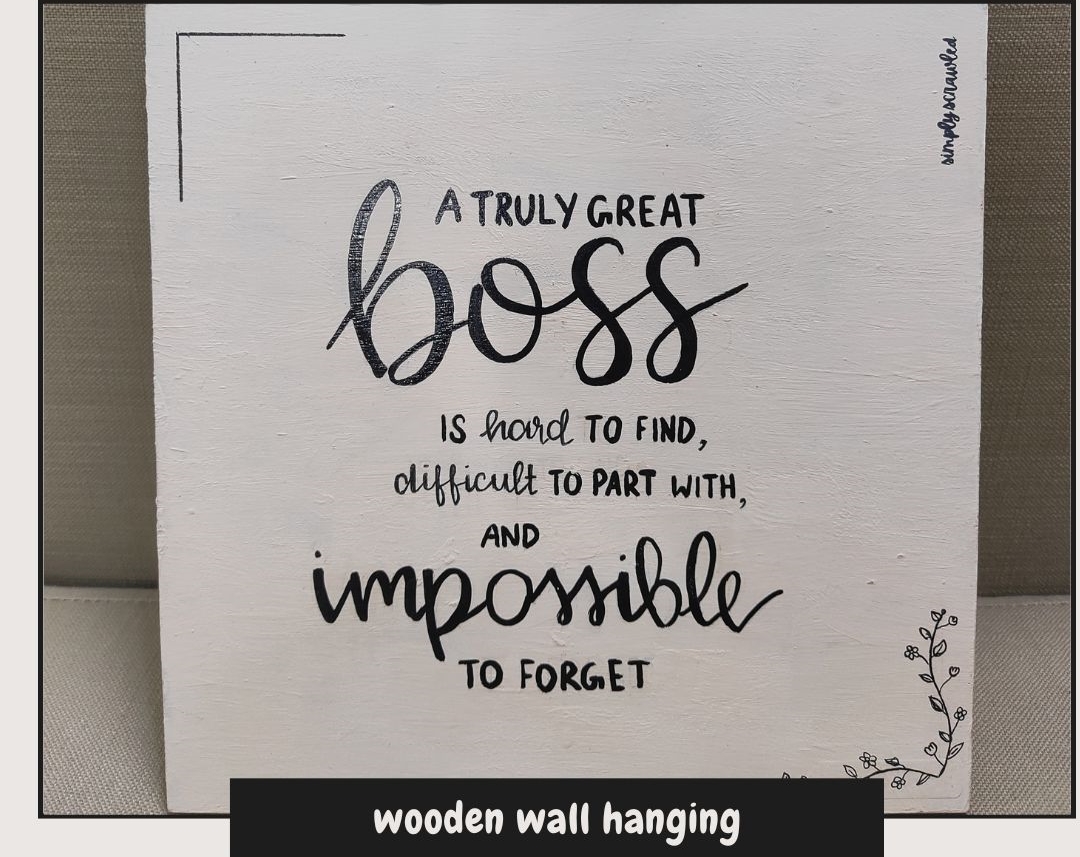 simplyscrawled
A TRULY GREAT
boss
IS hard TO FIND,
difficult TO PART WITH,
AND
impossible
TO FORGET
wooden wall hanging